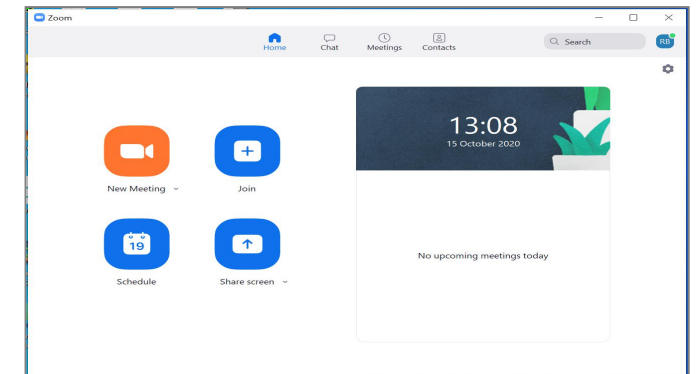 Zoom
Home Chat Meetings Contacts Search RB
13:08
15 October 2020
New Meeting Join
19
Schedule Share screen
No upcoming meetings today